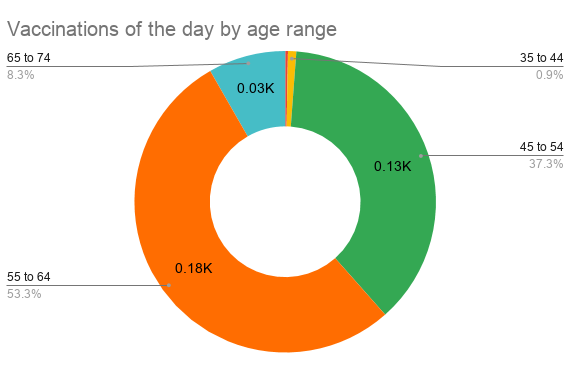 Vaccinations of the day by age range
65 to 74
8.3%
35 to 44
0.9%
0.03K
45 to 54
37.3%
0.13K
0.18K
55 to 64
53.3%